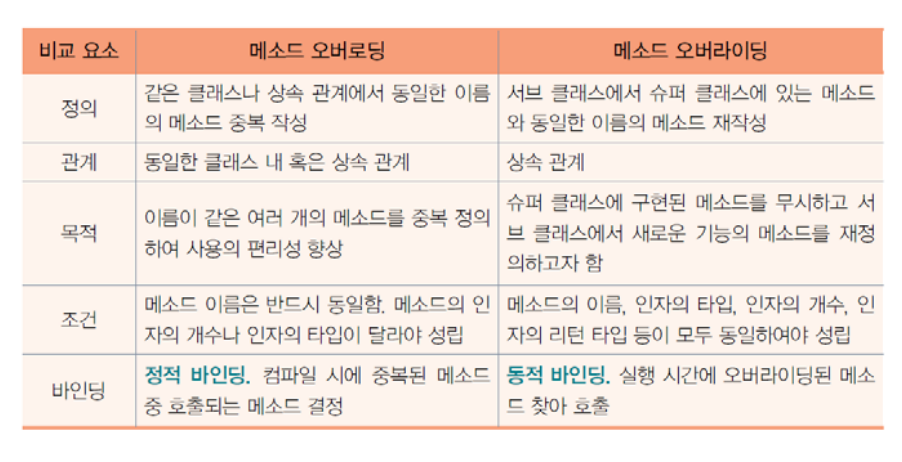 비교 요소 메소드 오버로딩 메소드 오버라이딩
정의
같은 클래스나 상속 관계에서 동일한 이름
의 메소드 중복 작성
서브 클래스에서 슈퍼 클래스에 있는 메소드
와 동일한 이름의 메소드 재작성
관계
동일한 클래스 내 혹은 상속 관계
상속 관계
목적
이름이 같은 여러 개의 메소드를 중복 정의
하여 사용의 편리성 향상
슈퍼 클래스에 구현된 메소드를 무시하고 서
브 클래스에서 새로운 기능의 메소드를 재정
의하고자 함
조건
메소드 이름은 반드시 동일함. 메소드의 인
자의 개수나 인자의 타입이 달라야 성립
메소드의 이름, 인자의 타입, 인자의 개수, 인
자의 리턴 타입 등이 모두 동일하여야 성립
바인딩
정적 바인딩. 컴파일 시에 중복된 메소드
중 호출되는 메소드 결정
동적 바인딩. 실행 시간에 오버라이딩된 메소
드 찾아 호출